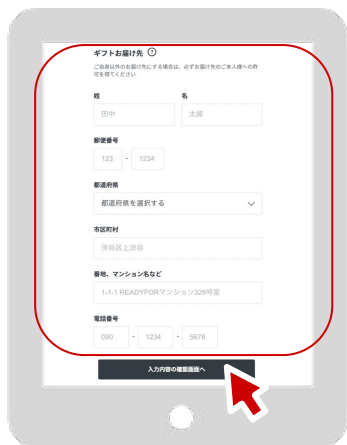 ギフトお届け先 ?
ご自身以外のお届け先にする場合は、必ずお届け先のご本人様への許
可を得てください
姓 名
田中 太郎
郵便番号
123 - 1234
都道府県
都道府県を選択する
市区町村
渋谷区上渋谷
番地、マンション名など
1-1-1 READYFORマンション329号室
電話番号
090 - 1234 - 5678
入力内容の確認画面へ